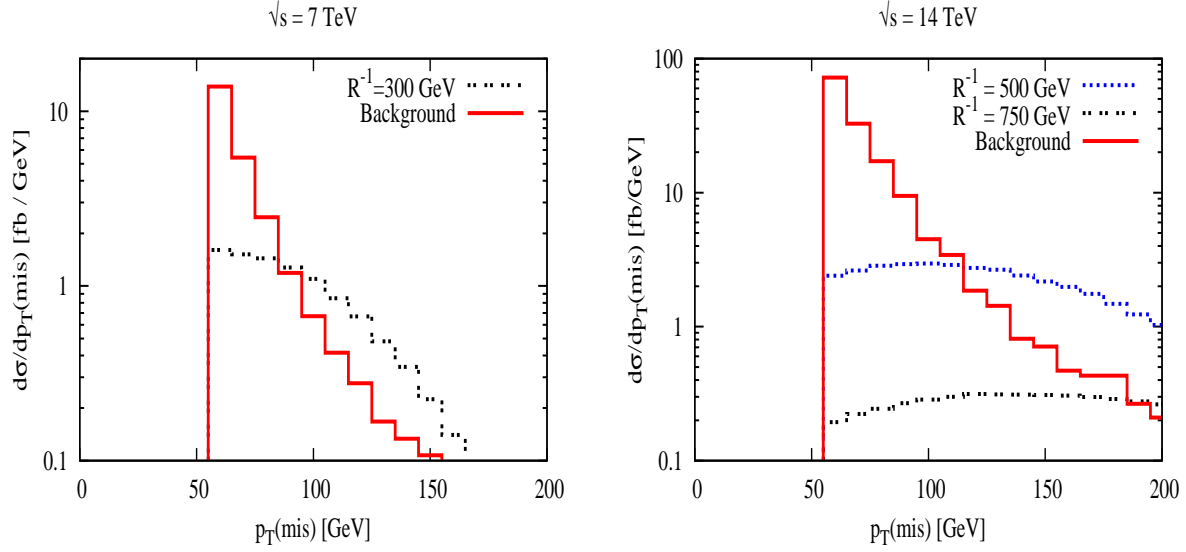 √s = 7 TeV
dσ/dp_T(mis) [fb / GeV]
10
1
0.1
R^-1=300 GeV
Background
0 50 100 150 200
p_T(mis) [GeV]
√s = 14 TeV
dσ/dp_T(mis) [fb/GeV]
100
10
1
0.1
R^-1 = 500 GeV
R^-1 = 750 GeV
Background
0 50 100 150 200
p_T(mis) [GeV]